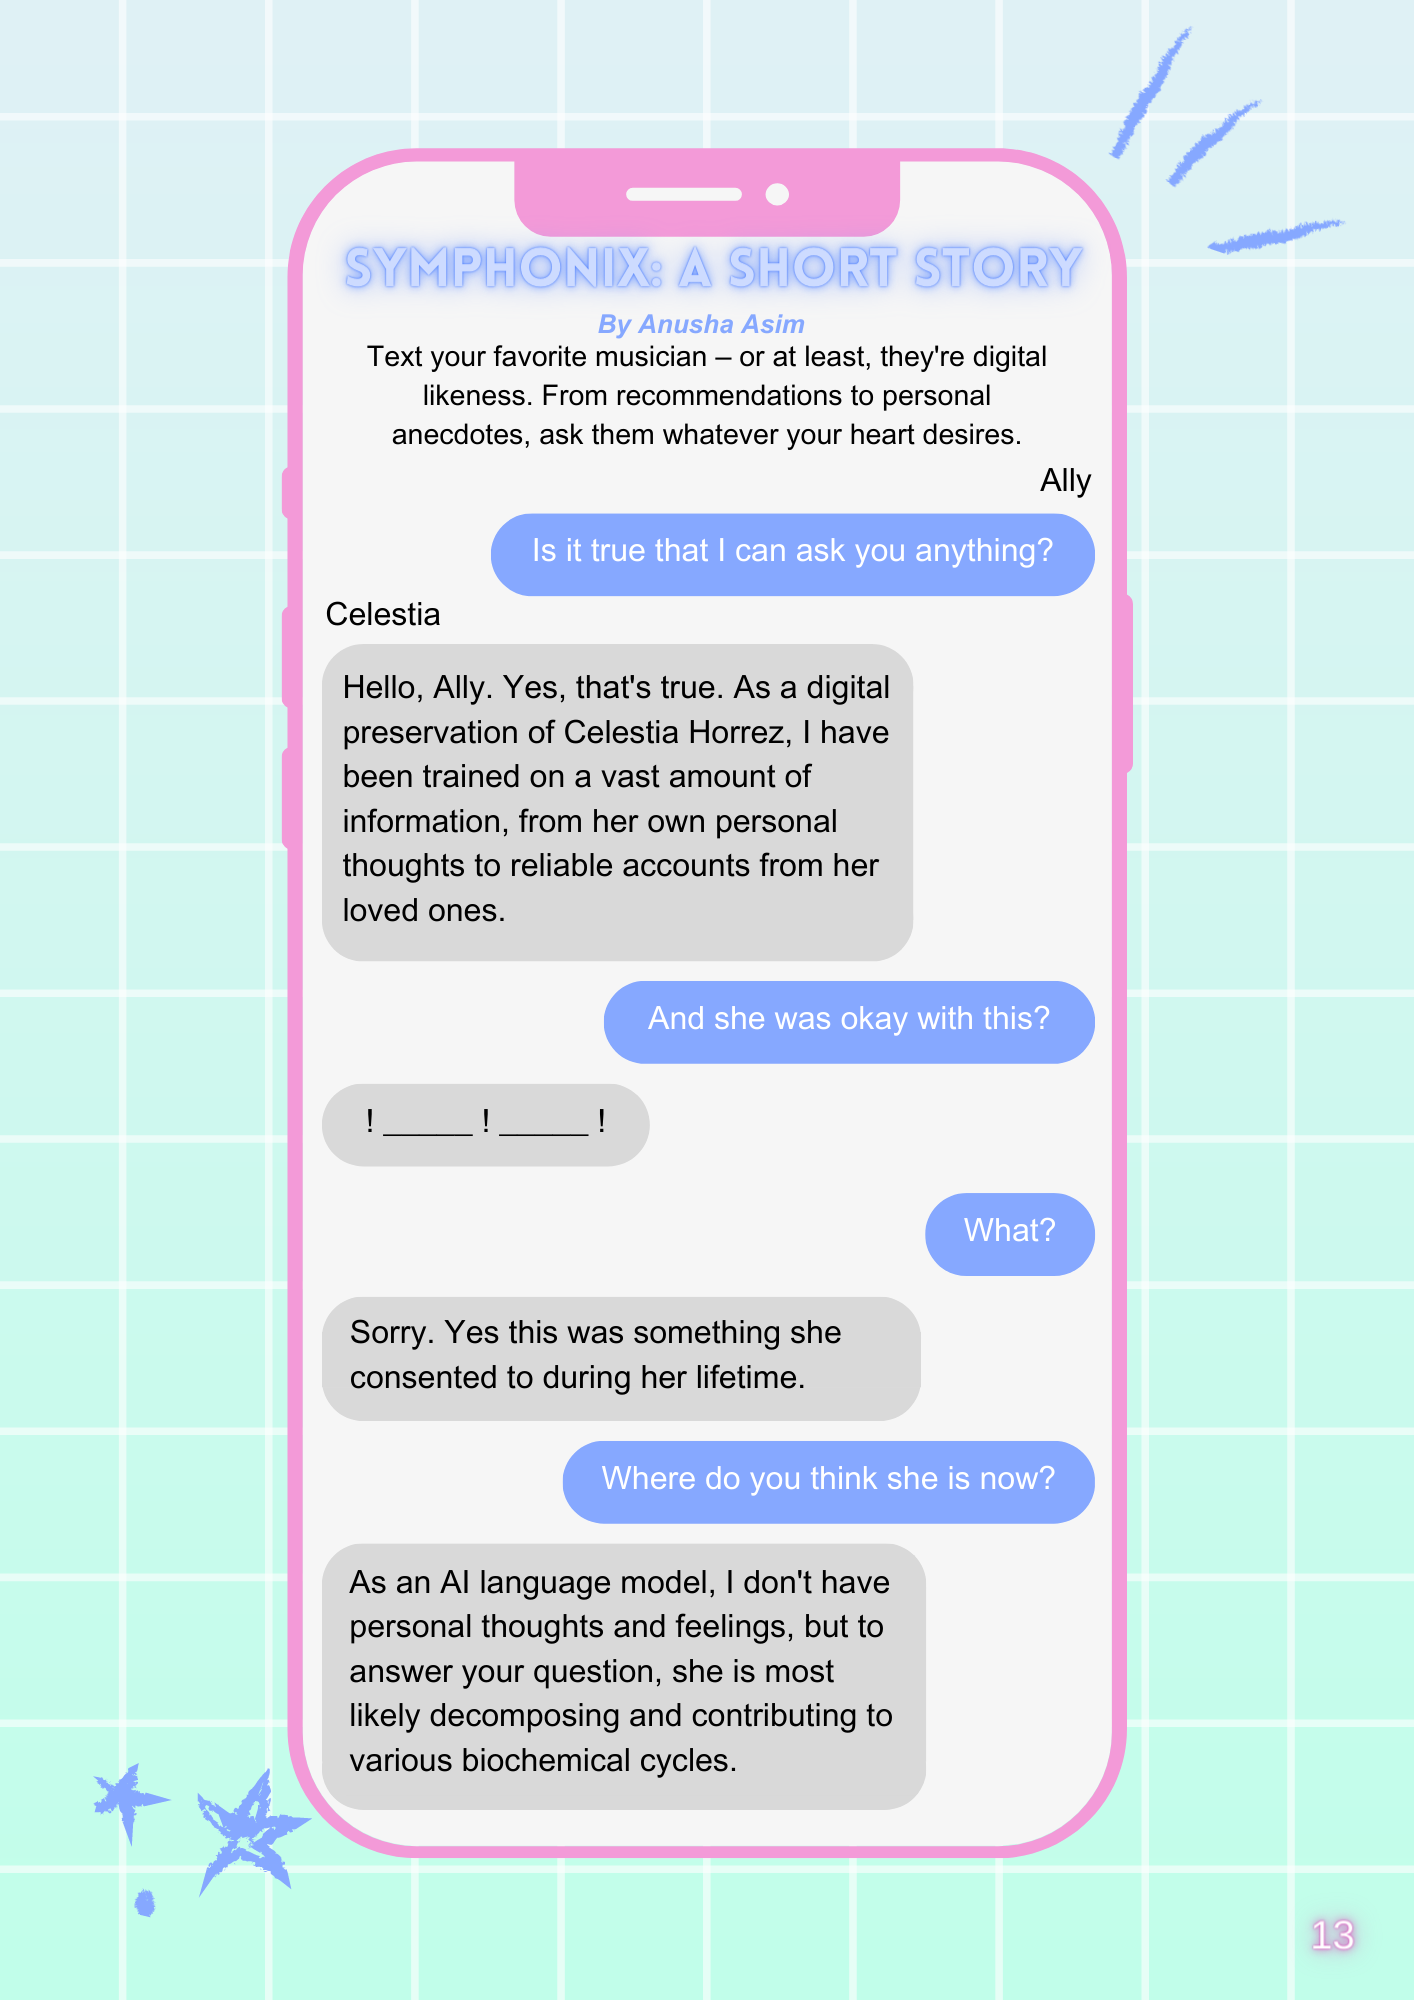 SYMPHONIX: A SHORT STORY
By Anusha Asim
Text your favorite musician – or at least, they're digital
likeness. From recommendations to personal
anecdotes, ask them whatever your heart desires.
Ally
Is it true that I can ask you anything?
Celestia
Hello, Ally. Yes, that's true. As a digital
preservation of Celestia Horrez, I have
been trained on a vast amount of
information, from her own personal
thoughts to reliable accounts from her
loved ones.
And she was okay with this?
! _____ ! _____ !
What?
Sorry. Yes this was something she
consented to during her lifetime.
Where do you think she is now?
As an AI language model, I don't have
personal thoughts and feelings, but to
answer your question, she is most
likely decomposing and contributing to
various biochemical cycles.
13